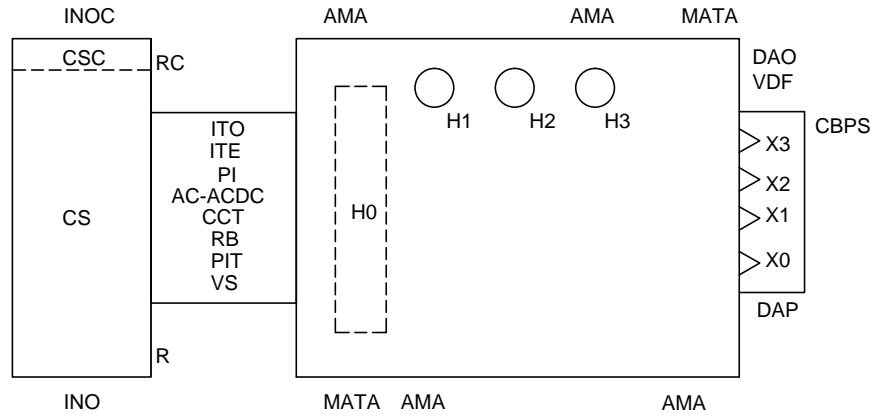 INOC AMA AMA MATA
CSC RC DAO
VDF
CBPS
H1 H2 H3
ITO
ITE
PI
AC-ACDC
CCT
RB
PIT
VS
CS
H0
X3
X2
X1
X0
DAP
R
INO MATA AMA AMA